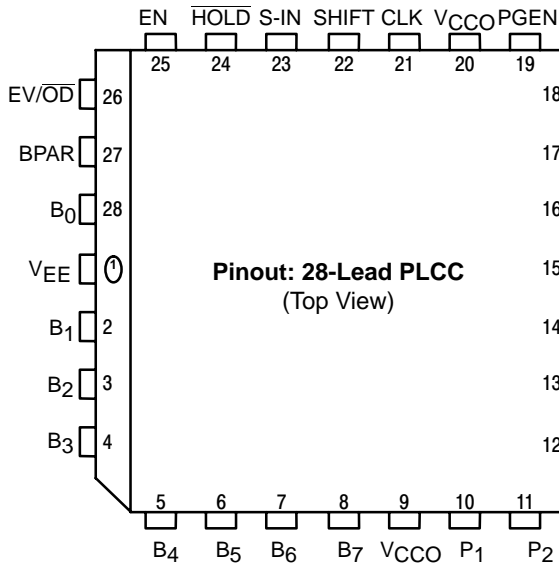 EN HOLD S-IN SHIFT CLK VCCO PGEN
25 24 23 22 21 20 19
EV/OD 26 18
BPAR 27 17
B0 28 16
VEE 1 Pinout: 28-Lead PLCC 15
(Top View)
B1 2 14
B2 3 13
B3 4 12
5 6 7 8 9 10 11
B4 B5 B6 B7 VCCO P1 P2